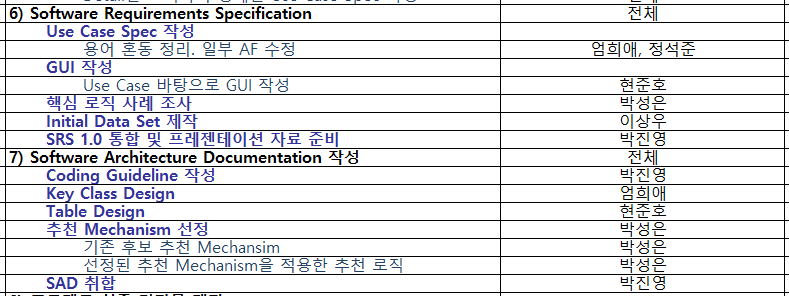 6) Software Requirements Specification 전체
Use Case Spec 작성
용어 혼동 정리. 일부 AF 수정 엄희애, 정석준
GUI 작성
Use Case 바탕으로 GUI 작성 현준호
핵심 로직 사례 조사 박성은
Initial Data Set 제작 이상우
SRS 1.0 통합 및 프레젠테이션 자료 준비 박진영
7) Software Architecture Documentation 작성 전체
Coding Guideline 작성 박진영
Key Class Design 엄희애
Table Design 현준호
추천 Mechanism 선정 박성은
기존 후보 추천 Mechansim 박성은
선정된 추천 Mechanism을 적용한 추천 로직 박성은
SAD 취합 박진영